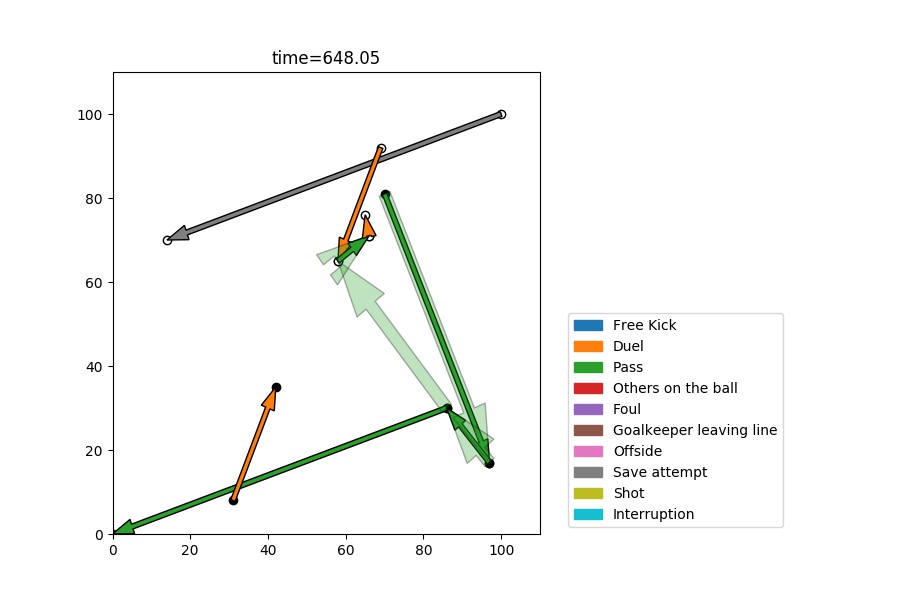 time=648.05
100
80
60
40
20
0
0 20 40 60 80 100
Free Kick
Duel
Pass
Others on the ball
Foul
Goalkeeper leaving line
Offside
Save attempt
Shot
Interruption